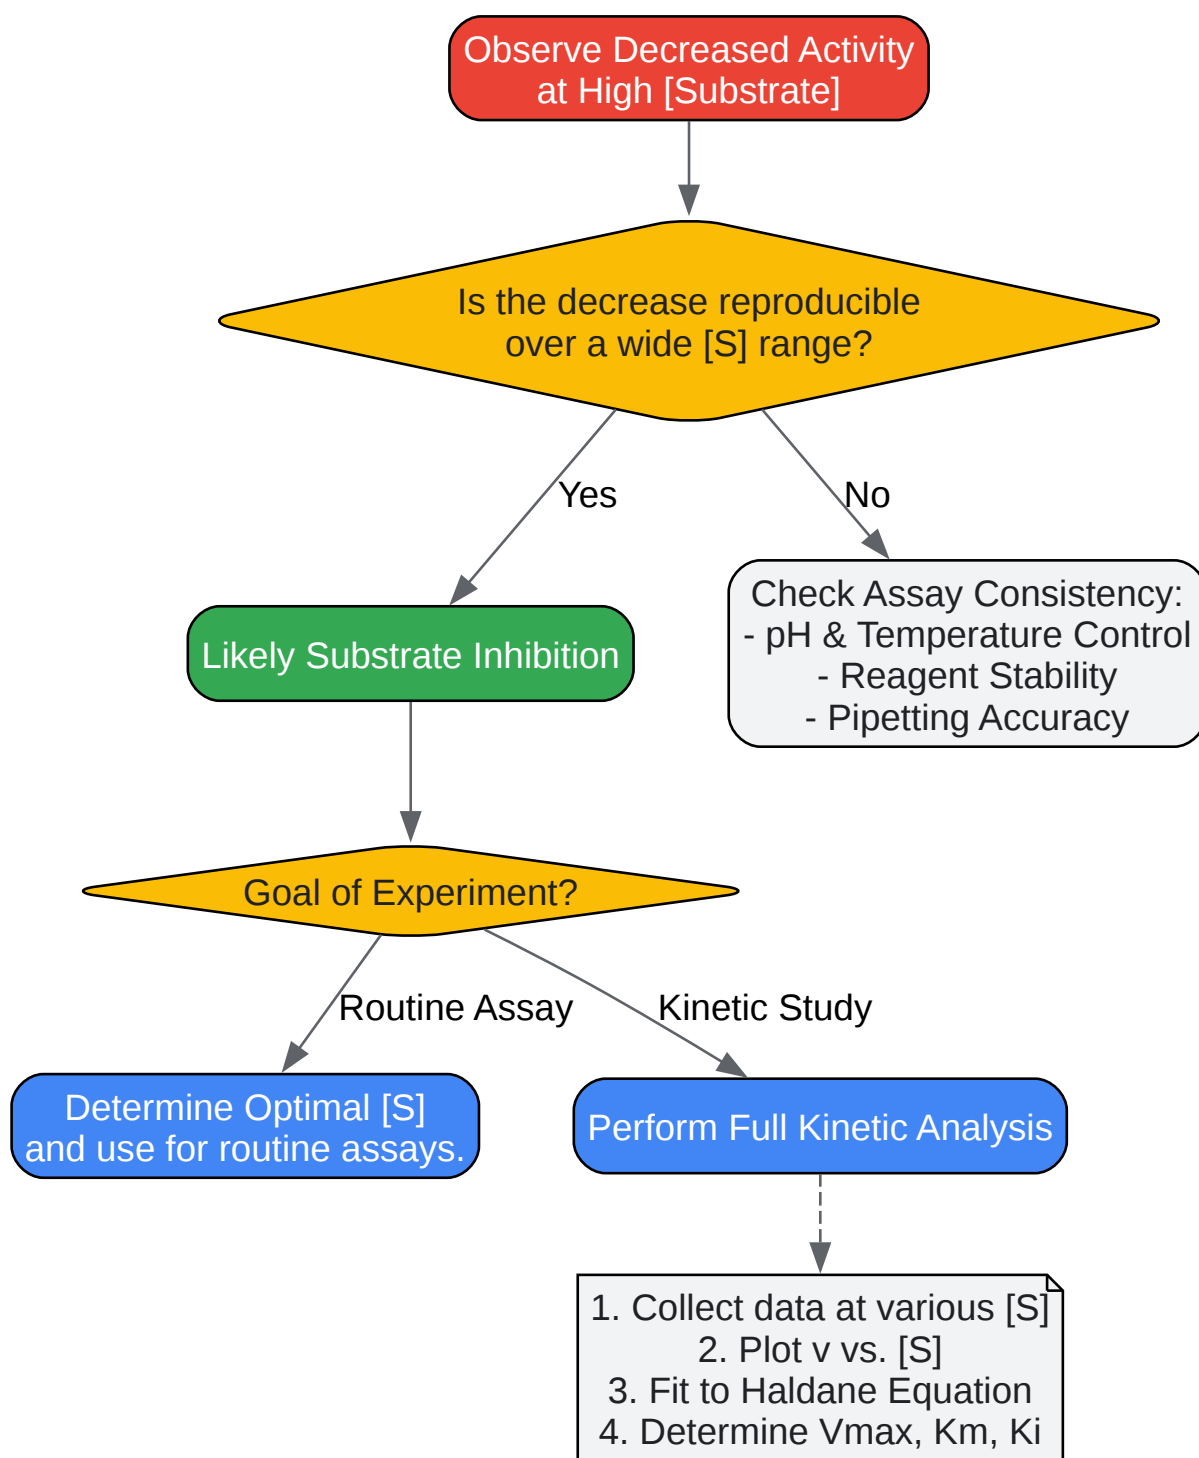 Observe Decreased Activity
at High [Substrate]
Is the decrease reproducible
over a wide [S] range?
Yes
No
Check Assay Consistency:
- pH & Temperature Control
- Reagent Stability
- Pipetting Accuracy
Likely Substrate Inhibition
Goal of Experiment?
Routine Assay
Kinetic Study
Determine Optimal [S]
and use for routine assays.
Perform Full Kinetic Analysis
1. Collect data at various [S]
2. Plot v vs. [S]
3. Fit to Haldane Equation
4. Determine Vmax, Km, Ki